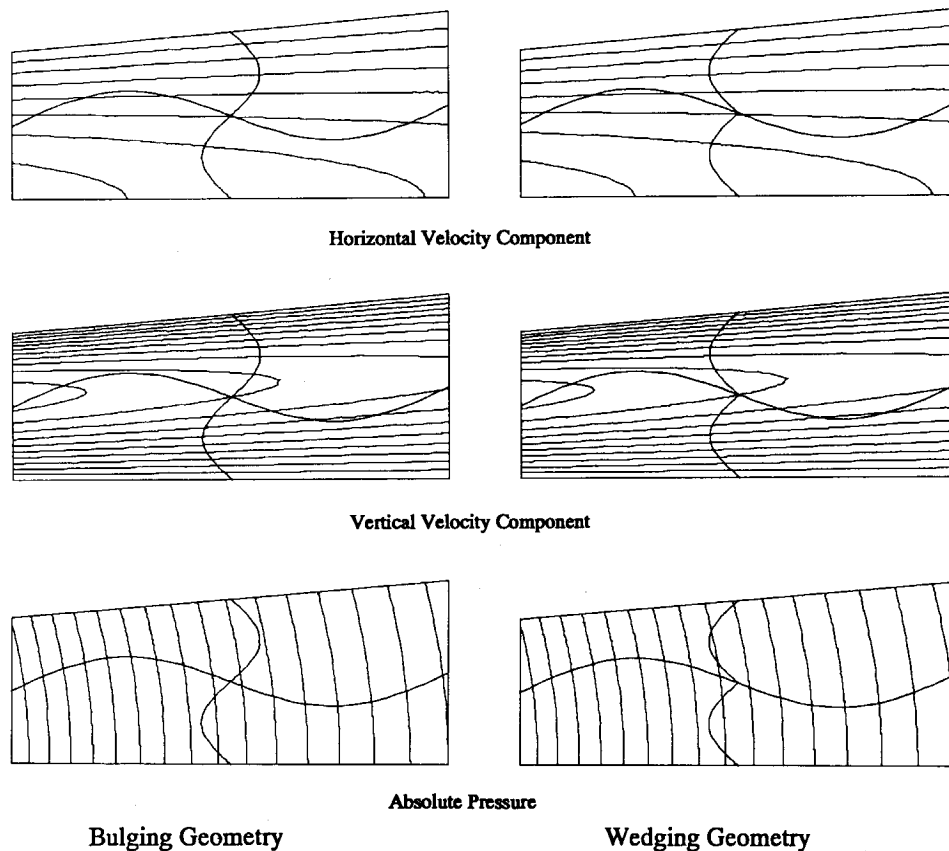 Horizontal Velocity Component
Vertical Velocity Component
Absolute Pressure
Bulging Geometry
Wedging Geometry